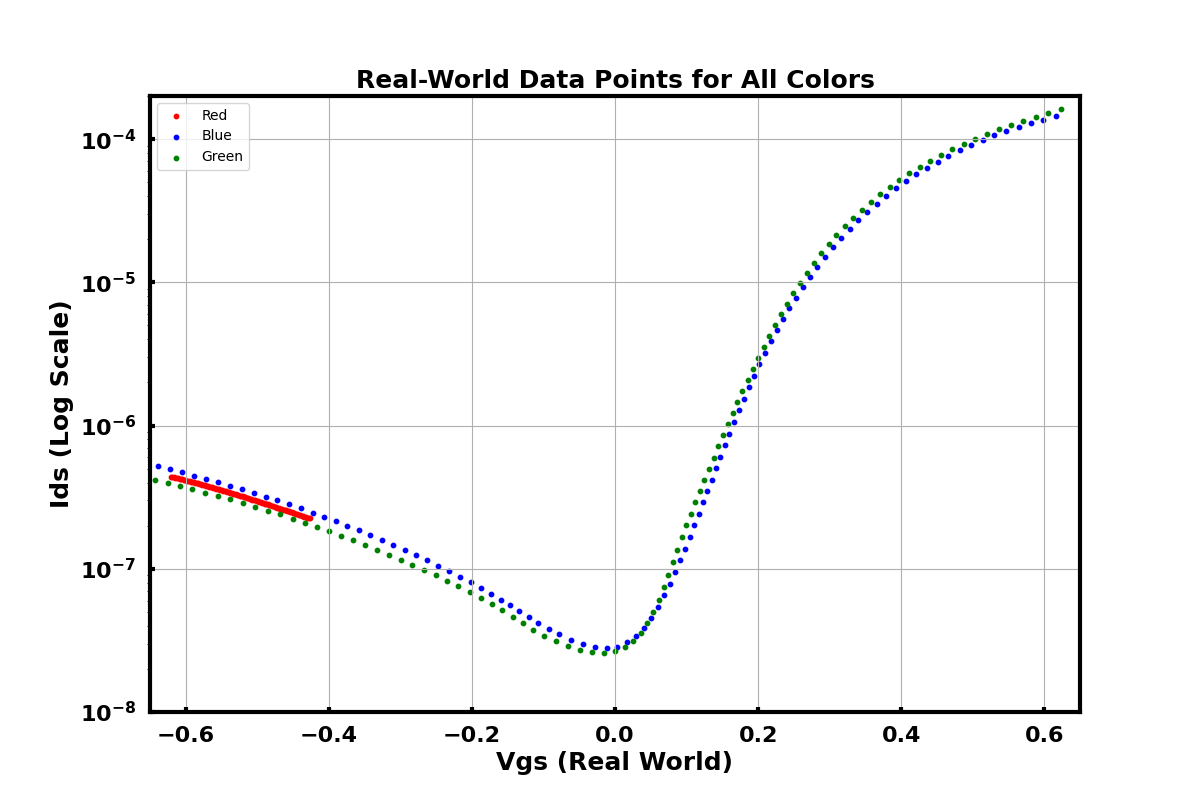 Real-World Data Points for All Colors
Red
Blue
Green
10⁻⁴
10⁻⁵
10⁻⁶
10⁻⁷
10⁻⁸
Ids (Log Scale)
−0.6 −0.4 −0.2 0.0 0.2 0.4 0.6
Vgs (Real World)